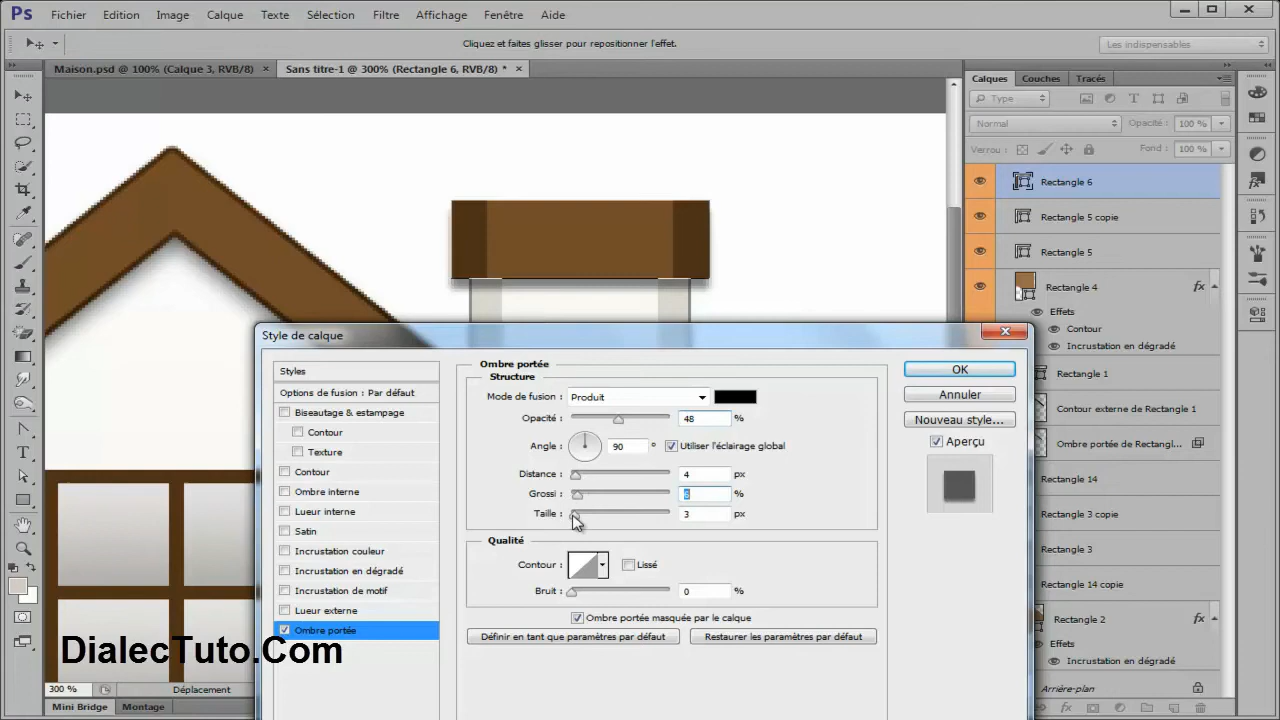 Ps Fichier Edition Image Calque Texte Sélection Filtre Affichage Fenêtre Aide
Cliquez et faites glisser pour repositionner l'effet.
Les indispensables
Maison.psd @ 100% (Calque 3, RVB/8) × Sans titre-1 @ 300% (Rectangle 6, RVB/8) * ×
Calques Couches Tracés
Type
Normal Opacité : 100 %
Verrou : Fond : 100 %
Rectangle 6
Rectangle 5 copie
Rectangle 5
Rectangle 4 fx
Effets
Contour
Incrustation en dégradé
Rectangle 1
Contour externe de Rectangle 1
Ombre portée de Rectangl...
Rectangle 14
Rectangle 3 copie
Rectangle 3
Rectangle 14 copie
Rectangle 2 fx
Effets
Incrustation en dégradé
Arrière-plan
fx
Style de calque
Styles
Options de fusion : Par défaut
Biseautage & estampage
Contour
Texture
Contour
Ombre interne
Lueur interne
Satin
Incrustation couleur
Incrustation en dégradé
Incrustation de motif
Lueur externe
Ombre portée
Ombre portée
Structure
Mode de fusion : Produit
Opacité : 48 %
Angle : 90 ° Utiliser l'éclairage global
Distance : 4 px
Grossi : 6 %
Taille : 3 px
Qualité
Contour : Lissé
Bruit : 0 %
Ombre portée masquée par le calque
Définir en tant que paramètres par défaut Restaurer les paramètres par défaut
OK
Annuler
Nouveau style...
Aperçu
DialecTuto.Com
300 % Déplacement
Mini Bridge Montage